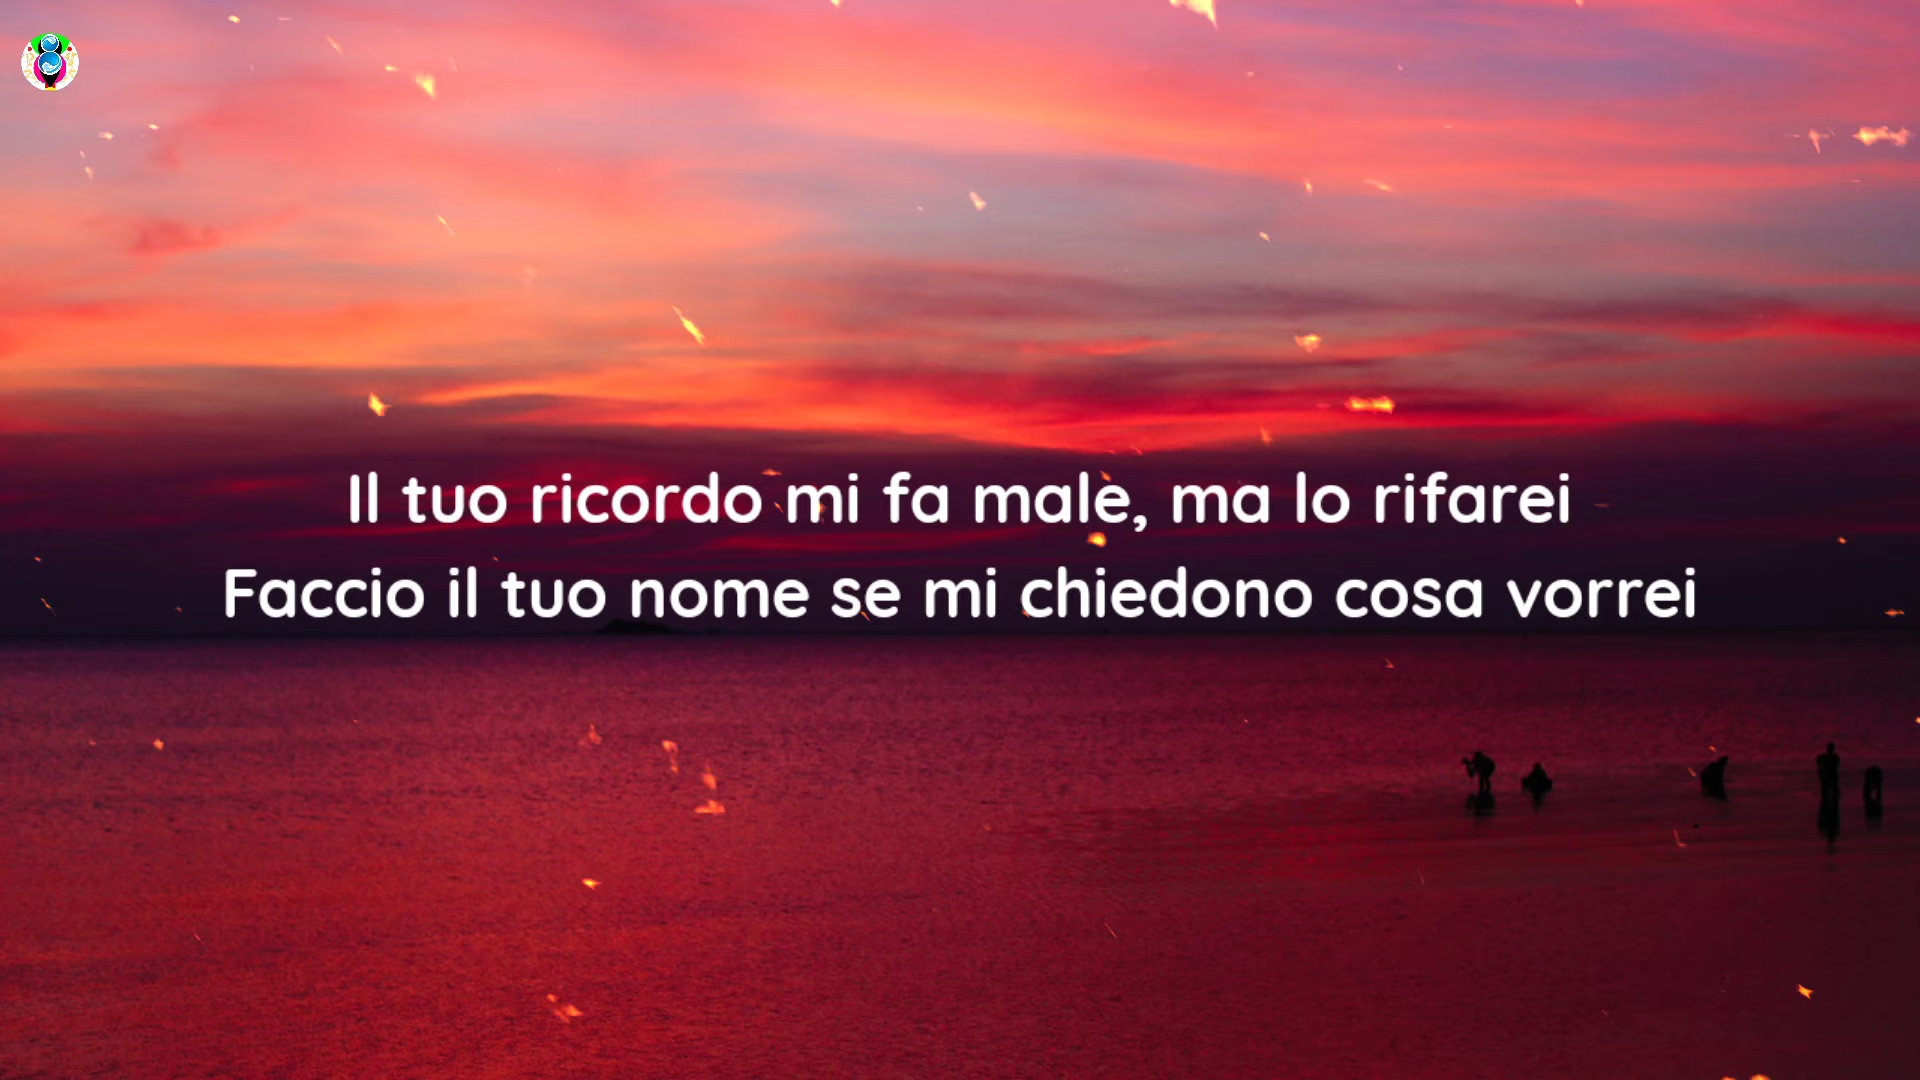 Il tuo ricordo mi fa male, ma lo rifarei
Faccio il tuo nome se mi chiedono cosa vorrei